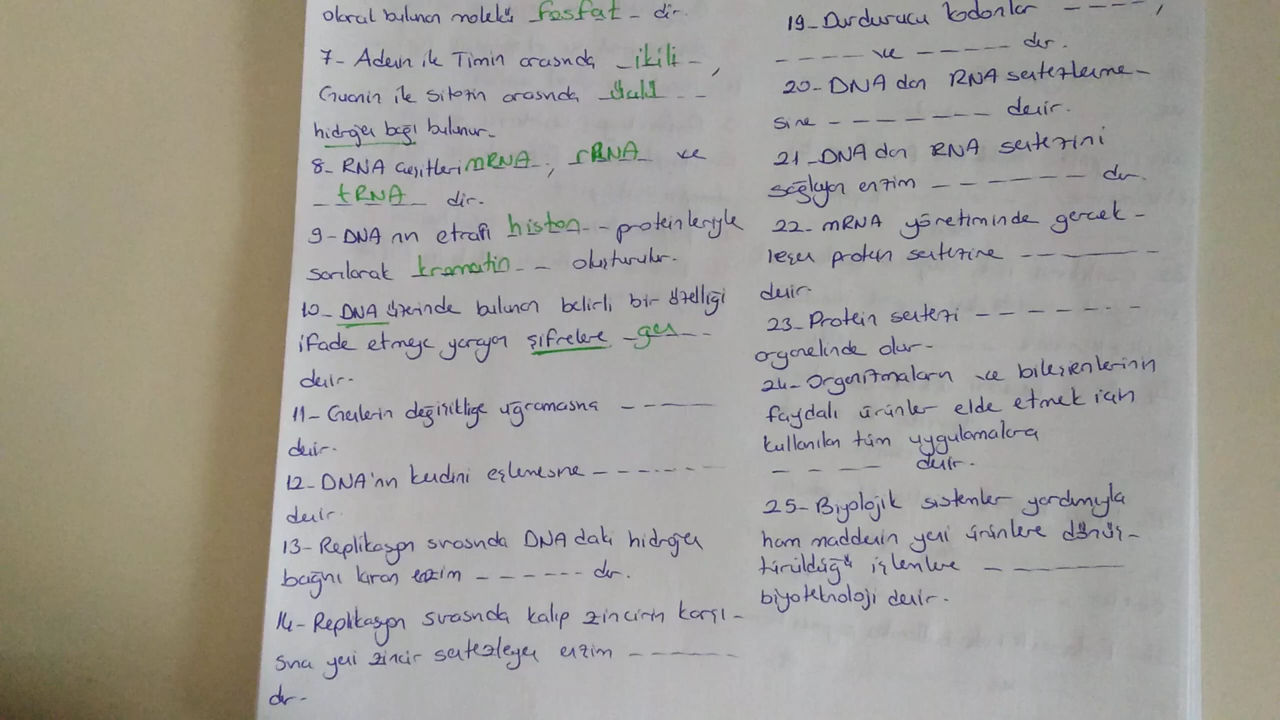 olarak bulunan molekül fosfat dir.
7- Adenin ile Timin arasında ikili,
Guanin ile Sitozin arasında üçlü
hidrojen bağı bulunur.
8- RNA çeşitleri mRNA, rRNA ve
tRNA dir.
9- DNA nın etrafı histon proteinleriyle
sarılarak kromatin oluşturulur.
10- DNA üzerinde bulunan belirli bir özelliği
ifade etmeye yarayan şifrelere gen
denir.
11- Genlerin değişikliğe uğramasına ------
denir.
12- DNA'nın kendini eşlemesine -------
denir.
13- Replikasyon sırasında DNA daki hidrojen
bağını kıran enzim ------ dır.
14- Replikasyon sırasında kalıp zincirin karşı-
sına yeni zincir sentezleyen enzim -------
dır-
19- Durdurucu kodonlar ----,
---- ve ----- dır.
20- DNA dan RNA sentezlenme-
sine ------- denir.
21- DNA dan RNA sentezini
sağlayan enzim ------- dır.
22- mRNA yönetiminde gerçek-
leşen protein sentezine -------
denir.
23- Protein sentezi -------
organelinde olur-
24- Organizmaların ve bileşenlerinin
faydalı ürünler elde etmek için
kullanılan tüm uygulamalara
---- denir.
25- Biyolojik sistemler yardımıyla
ham maddenin yeni ürünlere dönüş-
türüldüğü işlemlere -------
biyoteknoloji denir.